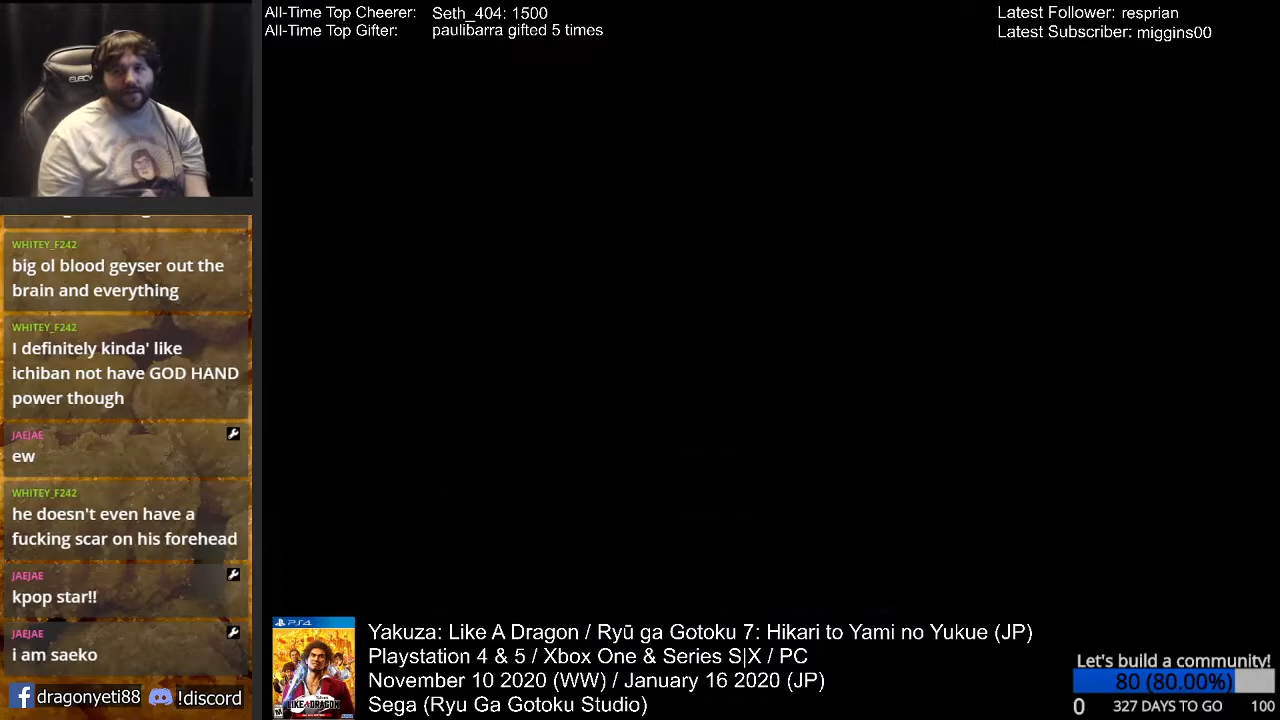 All-Time Top Cheerer: Seth_404: 1500
All-Time Top Gifter: paulibarra gifted 5 times
Latest Follower: resprian
Latest Subscriber: miggins00
WHITEY_F242
big ol blood geyser out the
brain and everything
WHITEY_F242
I definitely kinda' like
ichiban not have GOD HAND
power though
JAEJAE
ew
WHITEY_F242
he doesn't even have a
fucking scar on his forehead
JAEJAE
kpop star!!
JAEJAE
i am saeko
dragonyeti88 !discord
PS4
LIKE A DRAGON
Yakuza: Like A Dragon / Ryū ga Gotoku 7: Hikari to Yami no Yukue (JP)
Playstation 4 & 5 / Xbox One & Series S|X / PC
November 10 2020 (WW) / January 16 2020 (JP)
Sega (Ryu Ga Gotoku Studio)
Let's build a community!
80 (80.00%)
0 327 DAYS TO GO 100